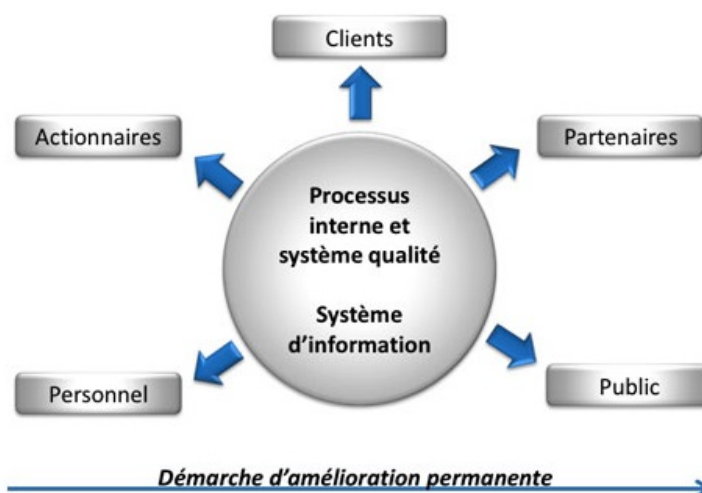 Clients
Actionnaires
Partenaires
Processus
interne et
système qualité
Système
d’information
Personnel
Public
Démarche d’amélioration permanente